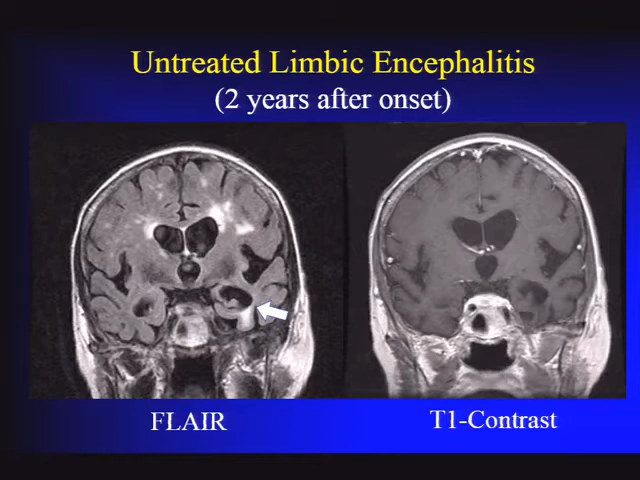 Untreated Limbic Encephalitis
(2 years after onset)
FLAIR
T1-Contrast